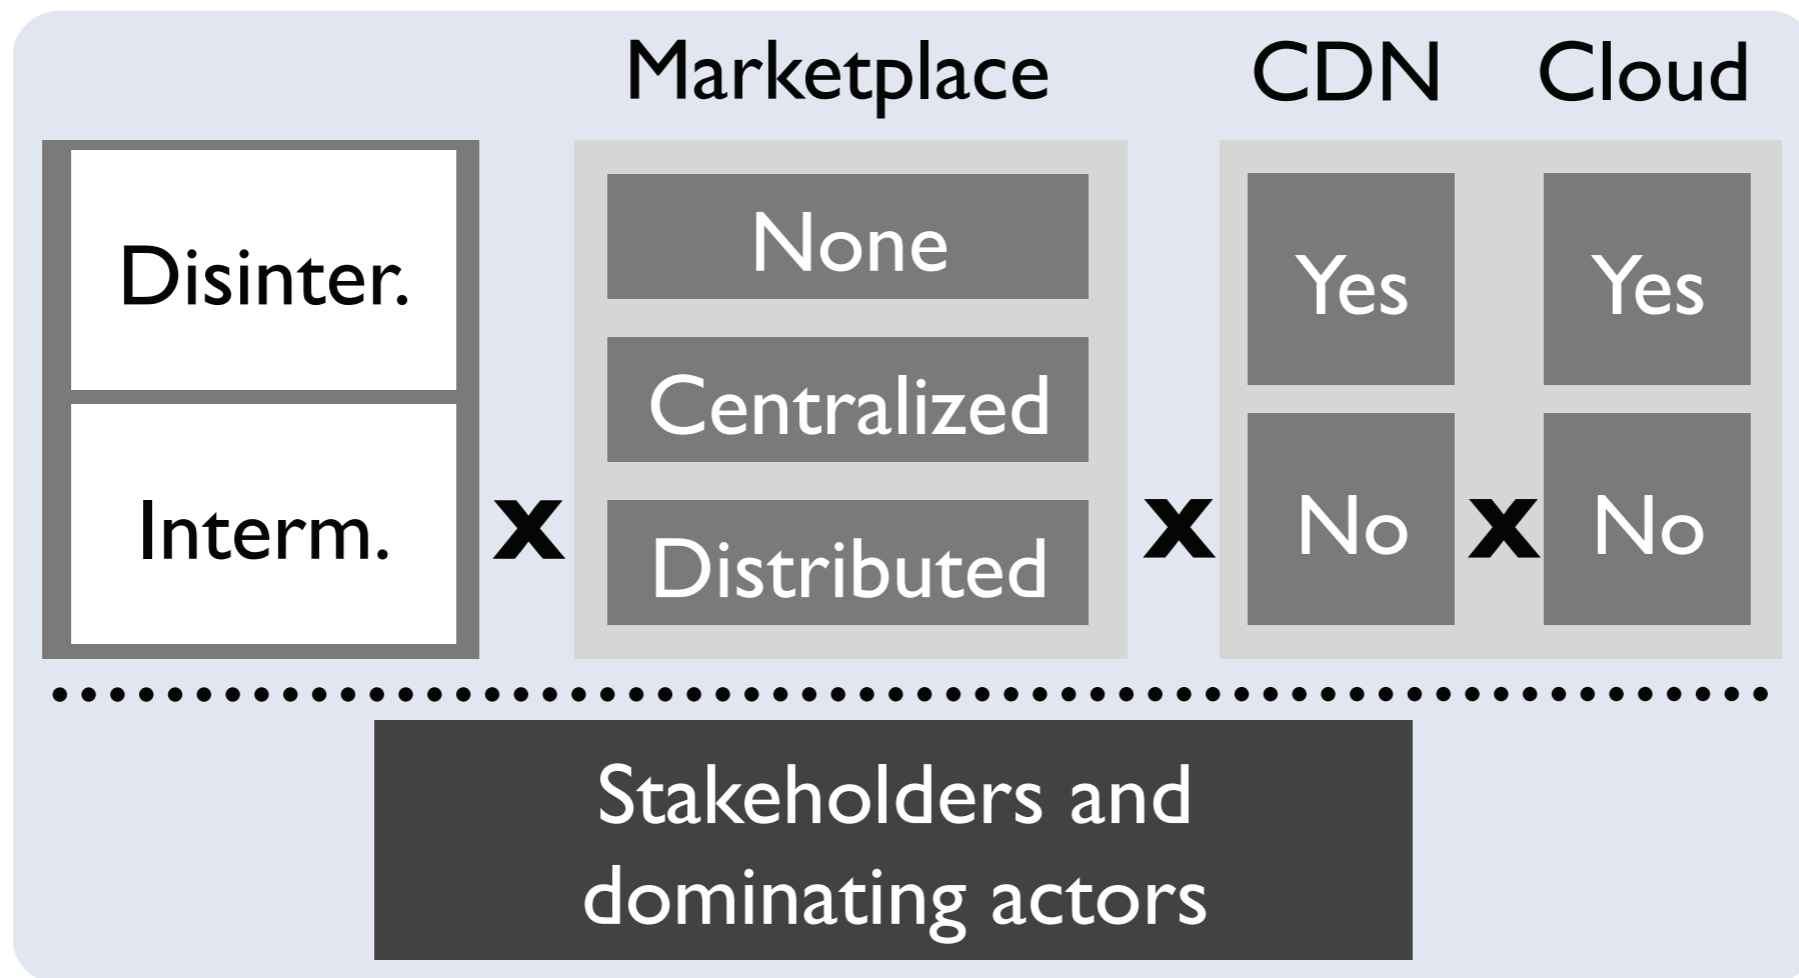 Marketplace
CDN
Cloud
Disinter.
Interm.
x
None
Centralized
Distributed
x
Yes
No
x
Yes
No
Stakeholders and
dominating actors